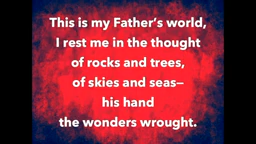 This is my Father's world,
I rest me in the thought
of rocks and trees,
of skies and seas—
his hand
the wonders wrought.